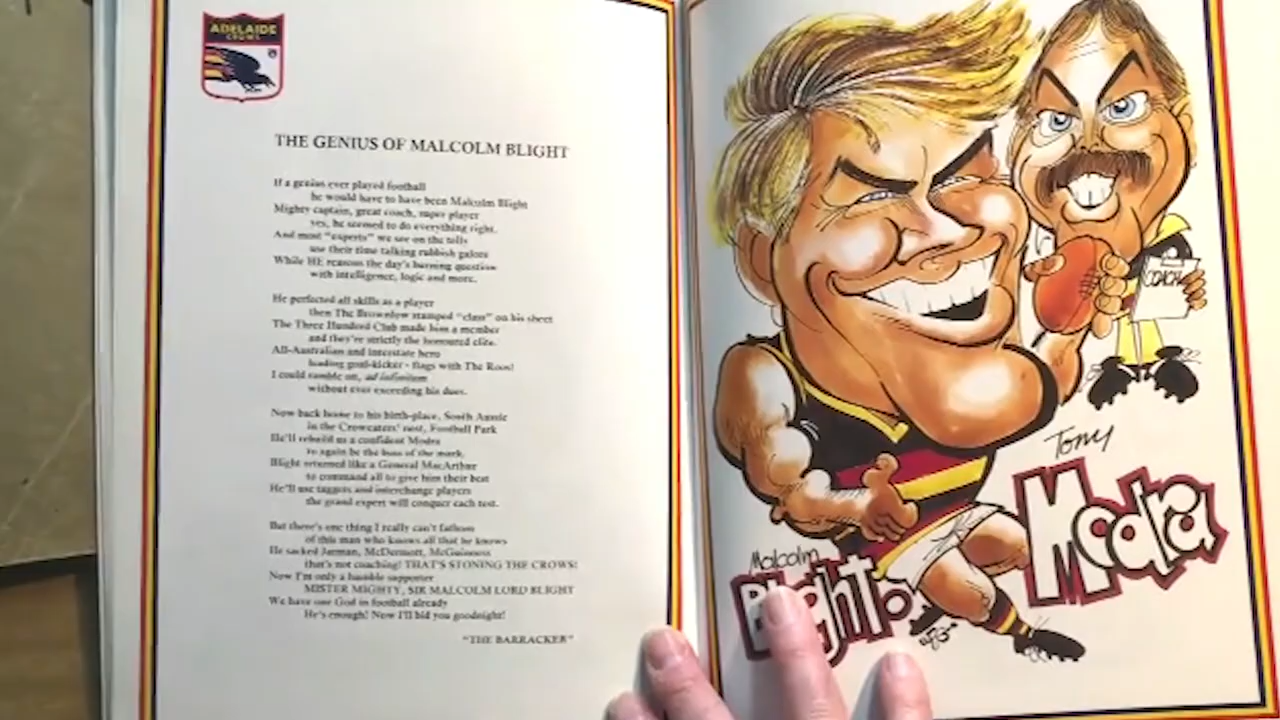 ADELAIDE
CROWS
THE GENIUS OF MALCOLM BLIGHT
If a genius ever played football
he would have to have been Malcolm Blight
Mighty captain, great coach, super player
yes, he seemed to do everything right.
And most "experts" we see on the telly
use their time talking rubbish galore
While HE reasons the day's burning question
with intelligence, logic and more.
He perfected all skills as a player
then The Brownlow stamped "class" on his sheet
The Three Hundred Club made him a member
and they're strictly the honoured elite.
All-Australian and interstate hero
leading goal-kicker - flags with The Roos!
I could ramble on, ad infinitum
without ever exceeding his dues.
Now back home to his birth-place, South Aussie
in the Croweaters' nest, Football Park
He'll rebuild us a confident Modra
to again be the boss of the mark.
Blight returned like a General MacArthur
to command all to give him their best
He'll use taggers and interchange players
the grand expert will conquer each test.
But there's one thing I really can't fathom
of this man who knows all that he knows
He sacked Jarman, McDermott, McGuinness
that's not coaching! THAT'S STONING THE CROWS!
Now I'm only a humble supporter
MISTER MIGHTY, SIR MALCOLM LORD BLIGHT
We have one God in football already
He's enough! Now I'll bid you goodnight!
"THE BARRACKER"
COACH
Tony
Modra
Malcolm